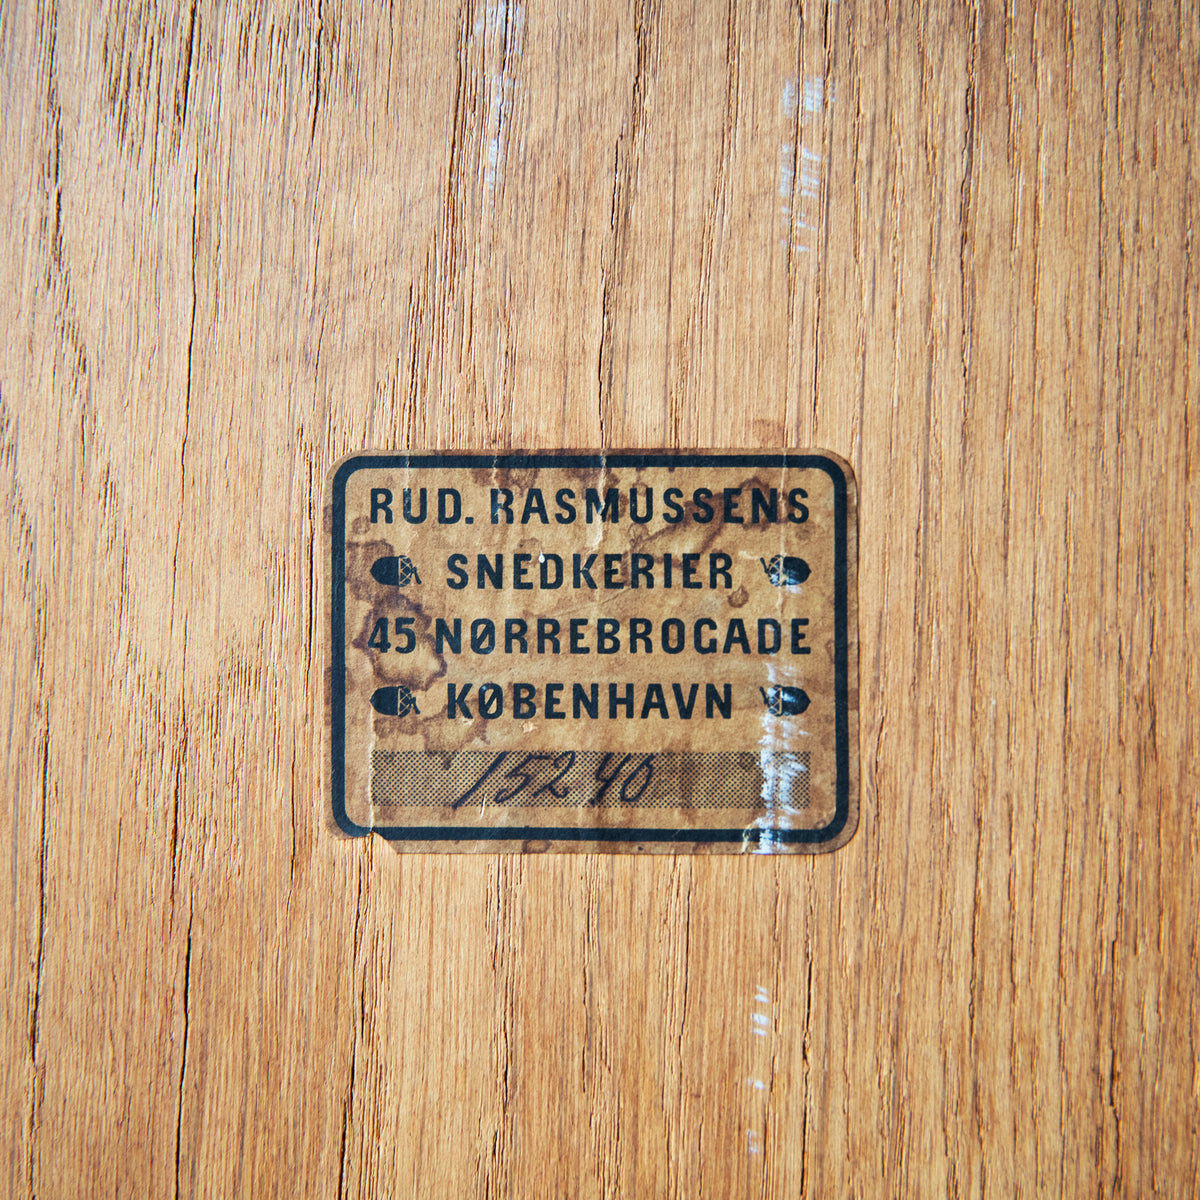 RUD. RASMUSSENS
SNEDKERIER
45 NØRREBROGADE
KØBENHAVN
15240